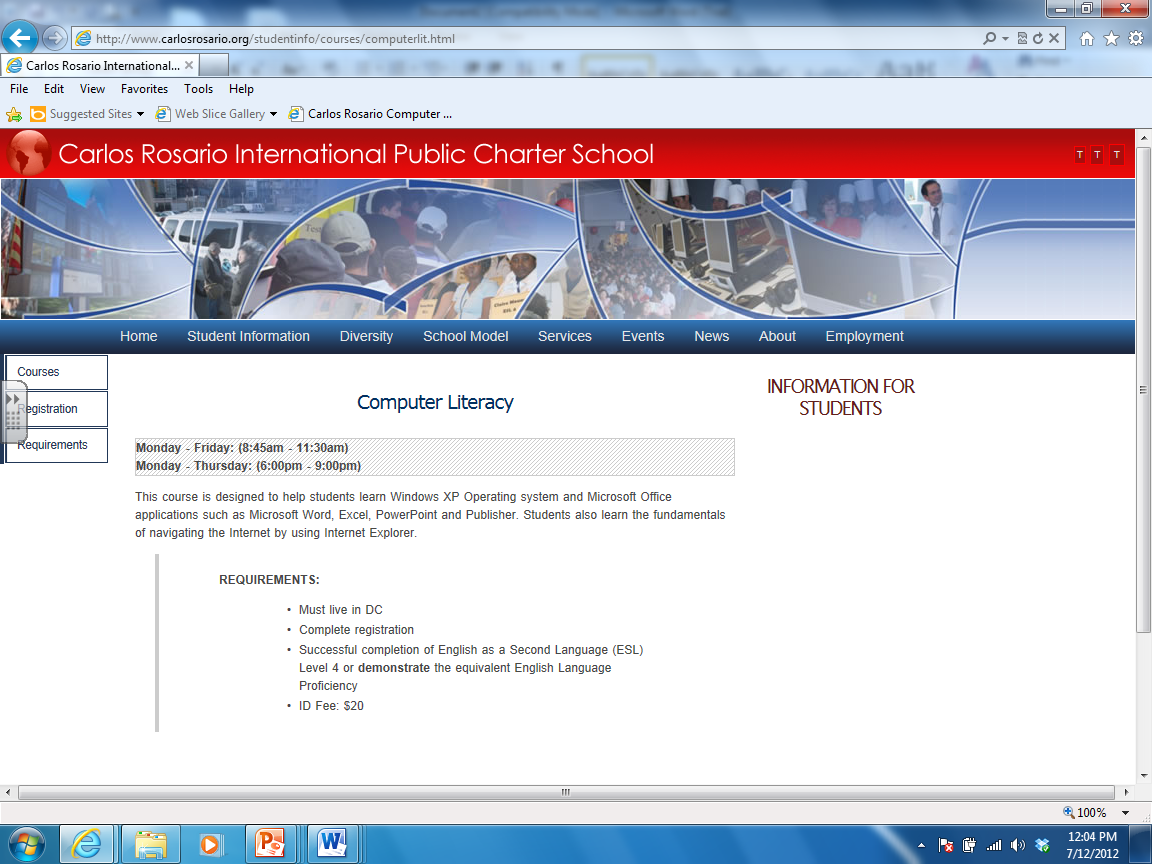 http://www.carlosrosario.org/studentinfo/courses/computerlit.html
Carlos Rosario International...
File Edit View Favorites Tools Help
Suggested Sites Web Slice Gallery Carlos Rosario Computer ...
Carlos Rosario International Public Charter School
T T T
Home Student Information Diversity School Model Services Events News About Employment
Courses
egistration
Requirements
Computer Literacy
INFORMATION FOR
STUDENTS
Monday - Friday: (8:45am - 11:30am)
Monday - Thursday: (6:00pm - 9:00pm)
This course is designed to help students learn Windows XP Operating system and Microsoft Office
applications such as Microsoft Word, Excel, PowerPoint and Publisher. Students also learn the fundamentals
of navigating the Internet by using Internet Explorer.
REQUIREMENTS:
• Must live in DC
• Complete registration
• Successful completion of English as a Second Language (ESL)
Level 4 or demonstrate the equivalent English Language
Proficiency
• ID Fee: $20
100%
12:04 PM
7/12/2012